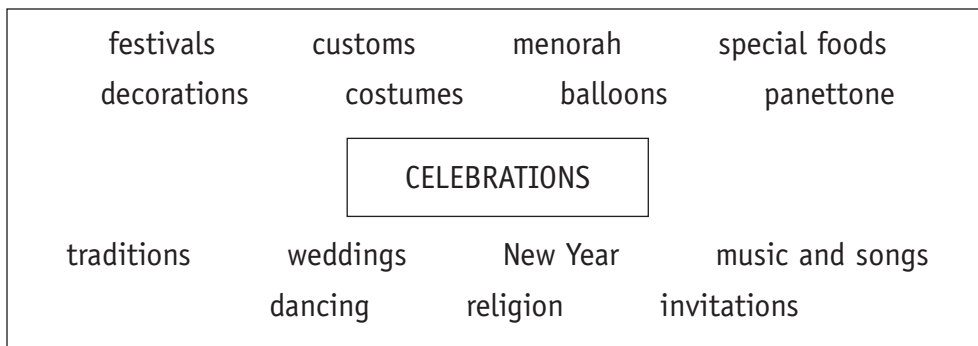 festivals customs menorah special foods
decorations costumes balloons panettone
CELEBRATIONS
traditions weddings New Year music and songs
dancing religion invitations